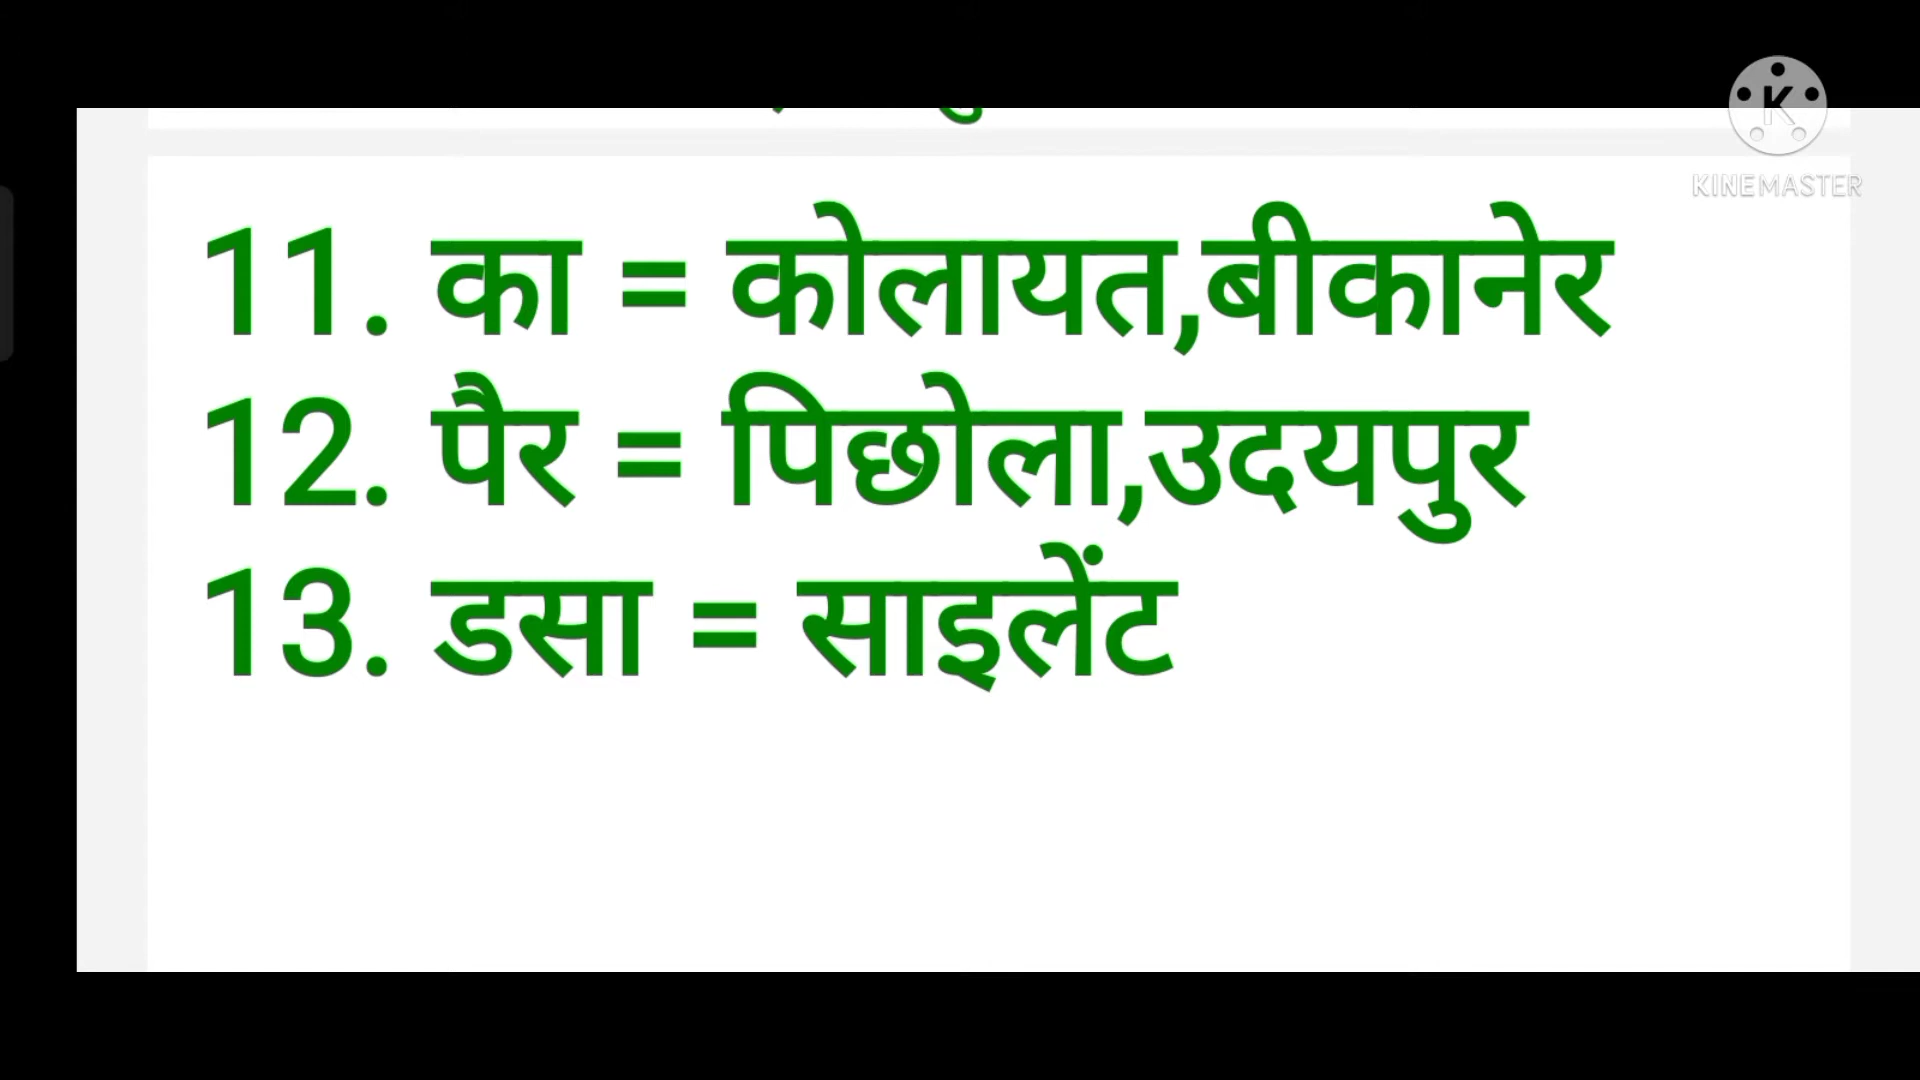 KINEMASTER
11. का = कोलायत,बीकानेर
12. पैर = पिछोला,उदयपुर
13. डसा = साइलेंट